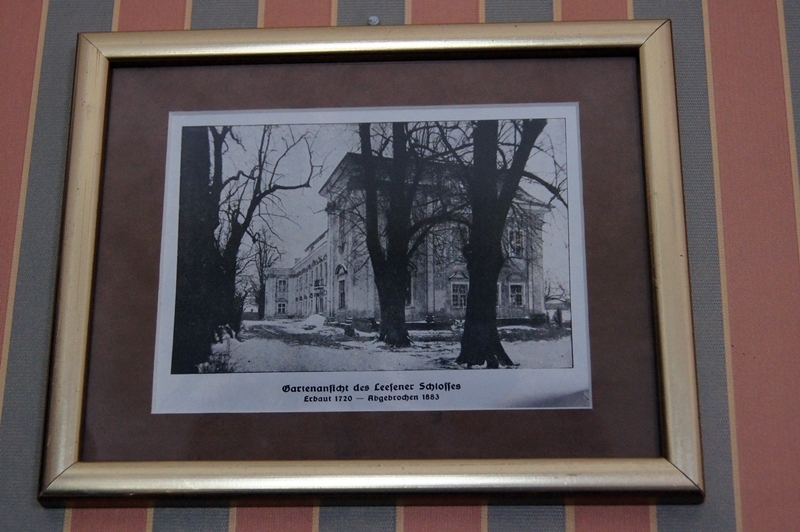 Gartenanſicht des Leeſener Schloſſes
Erbaut 1720 — Abgebrochen 1883